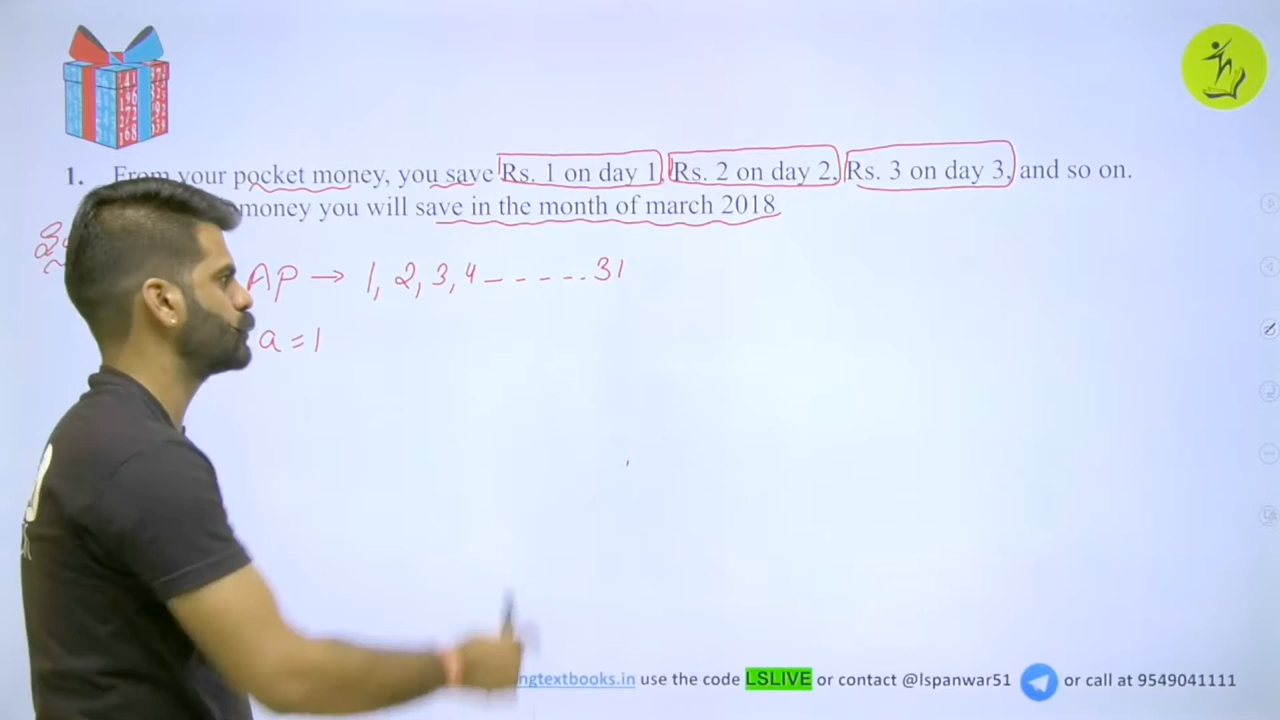 1. From your pocket money, you save Rs. 1 on day 1, Rs. 2 on day 2, Rs. 3 on day 3, and so on.
money you will save in the month of march 2018
AP → 1, 2, 3, 4 - - - - - .. 31
a = 1
ngtextbooks.in use the code LSLIVE or contact @lspanwar51 or call at 9549041111